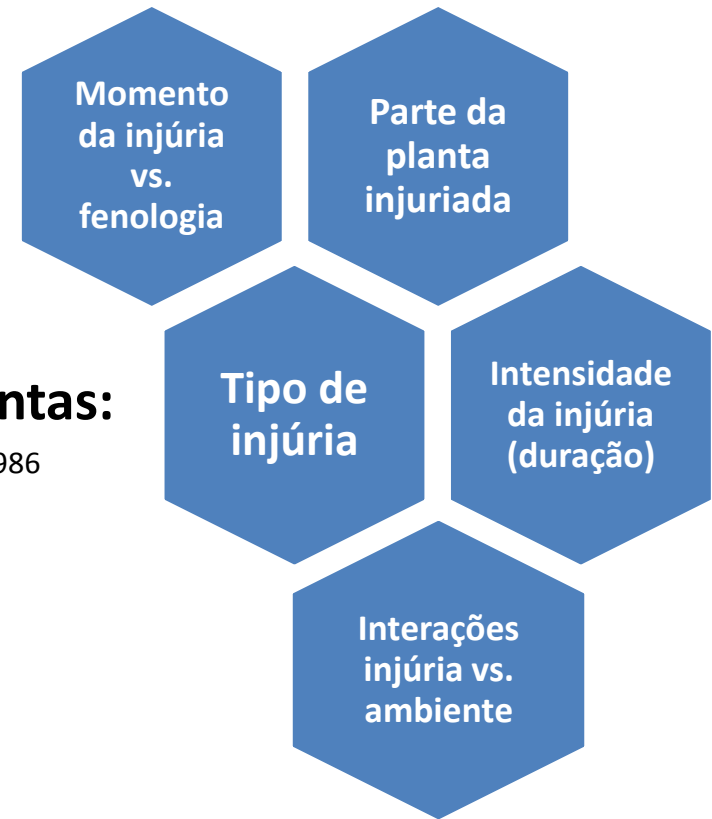 Momento
da injúria
vs.
fenologia
Parte da
planta
injuriada
ntas:
986
Tipo de
injúria
Intensidade
da injúria
(duração)
Interações
injúria vs.
ambiente